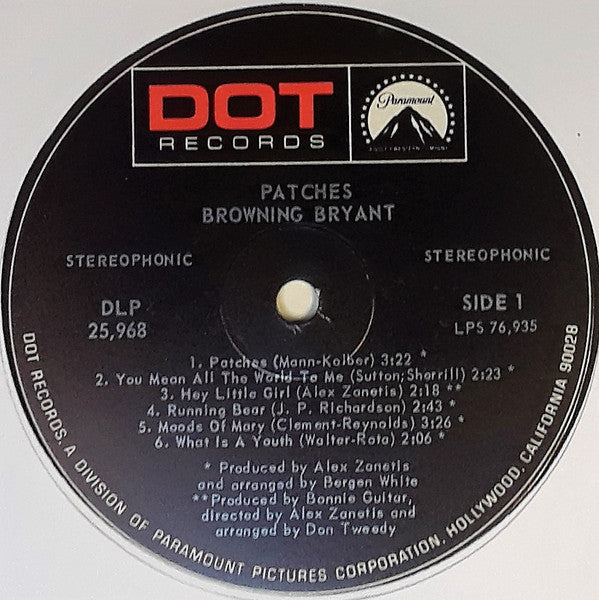 DOT
RECORDS
Paramount
PATCHES
BROWNING BRYANT
STEREOPHONIC
STEREOPHONIC
DLP
25,968
SIDE 1
LPS 76,935
1. Patches (Mann-Kolber) 3:22 *
2. You Mean All The World To Me (Sutton;Sherrill) 2:23 *
3. Hey Little Girl (Alex Zanetis) 2:18 **
4. Running Bear (J. P. Richardson) 2:43 *
5. Moods Of Mary (Clement-Reynolds) 3:26 *
6. What Is A Youth (Walter-Rota) 2:06 *
* Produced by Alex Zanetis
and arranged by Bergen White
**Produced by Bonnie Guitar,
directed by Alex Zanetis and
arranged by Don Tweedy
DOT RECORDS, A DIVISION OF PARAMOUNT PICTURES CORPORATION, HOLLYWOOD, CALIFORNIA 90028